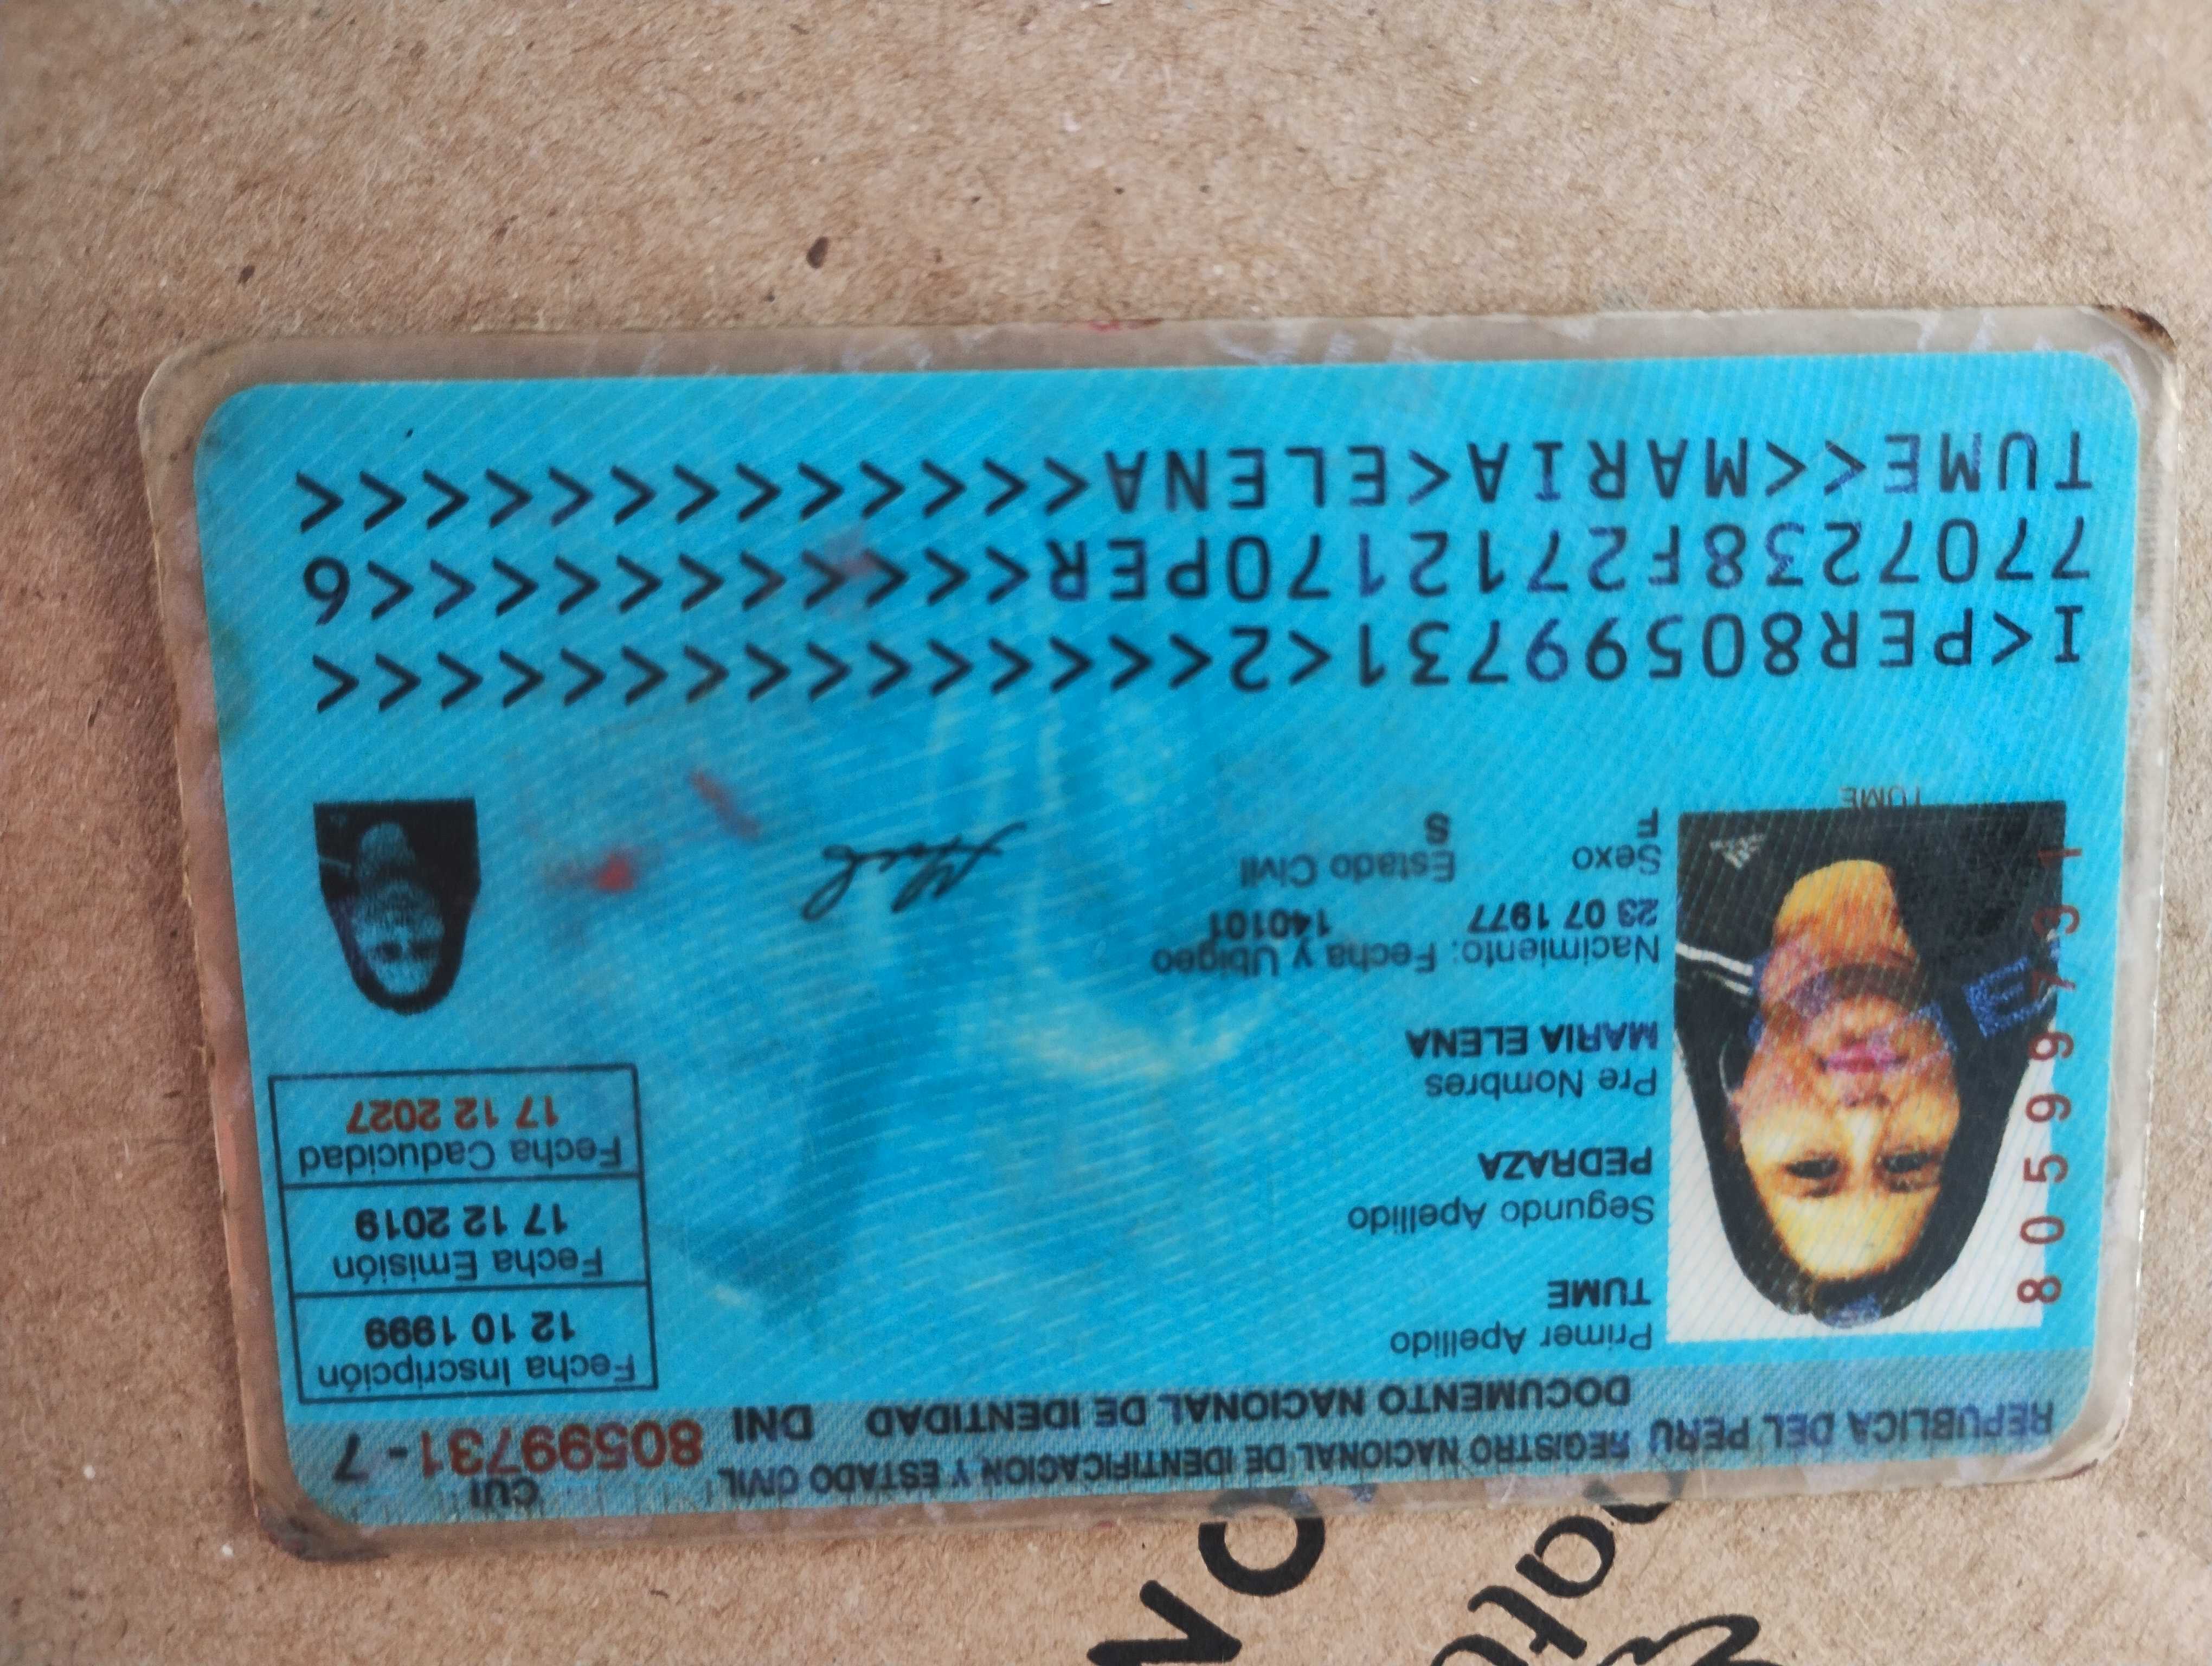 REPUBLICA DEL PERU REGISTRO NACIONAL DE IDENTIFICACION Y ESTADO CIVIL
DOCUMENTO NACIONAL DE IDENTIDAD DNI
CUI
80599731-7
Primer Apellido
TUME
Segundo Apellido
PEDRAZA
Pre Nombres
MARIA ELENA
Nacimiento: Fecha y Ubigeo
23 07 1977 140101
Sexo Estado Civil
F S
Fecha Inscripción
12 10 1999
Fecha Emisión
17 12 2019
Fecha Caducidad
17 12 2027
80599731
TUME
I<PER80599731<2<<<<<<<<<<<<<<<
7707238F2712170PER<<<<<<<<<<<6
TUME<<MARIA<ELENA<<<<<<<<<<<<<